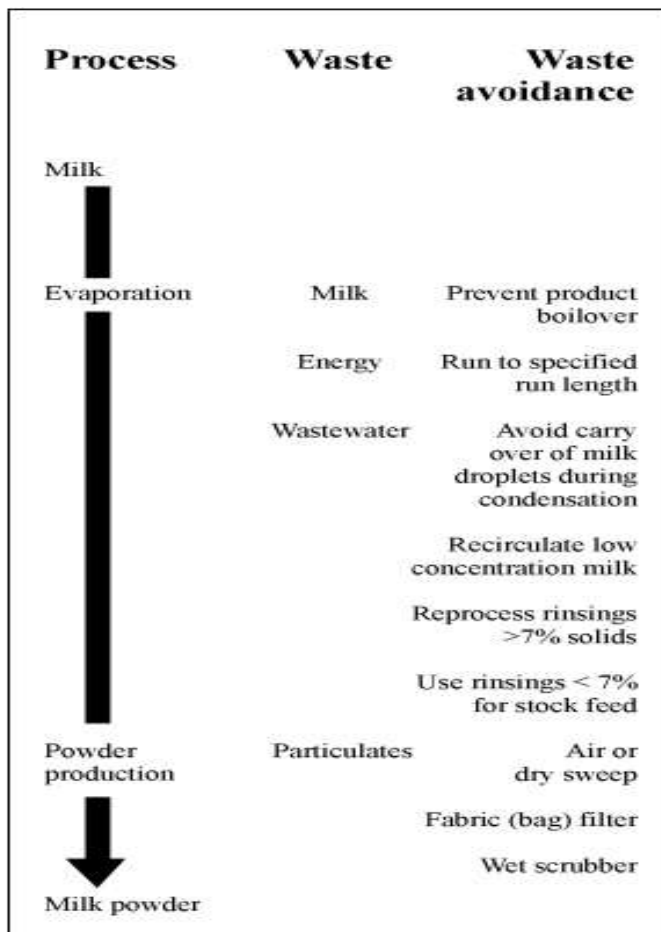 Process
Waste
Waste
avoidance
Milk
Evaporation
Milk
Prevent product
boilover
Energy
Run to specified
run length
Wastewater
Avoid carry
over of milk
droplets during
condensation
Recirculate low
concentration milk
Reprocess rinsings
>7% solids
Use rinsings < 7%
for stock feed
Powder
production
Particulates
Air or
dry sweep
Fabric (bag) filter
Wet scrubber
Milk powder